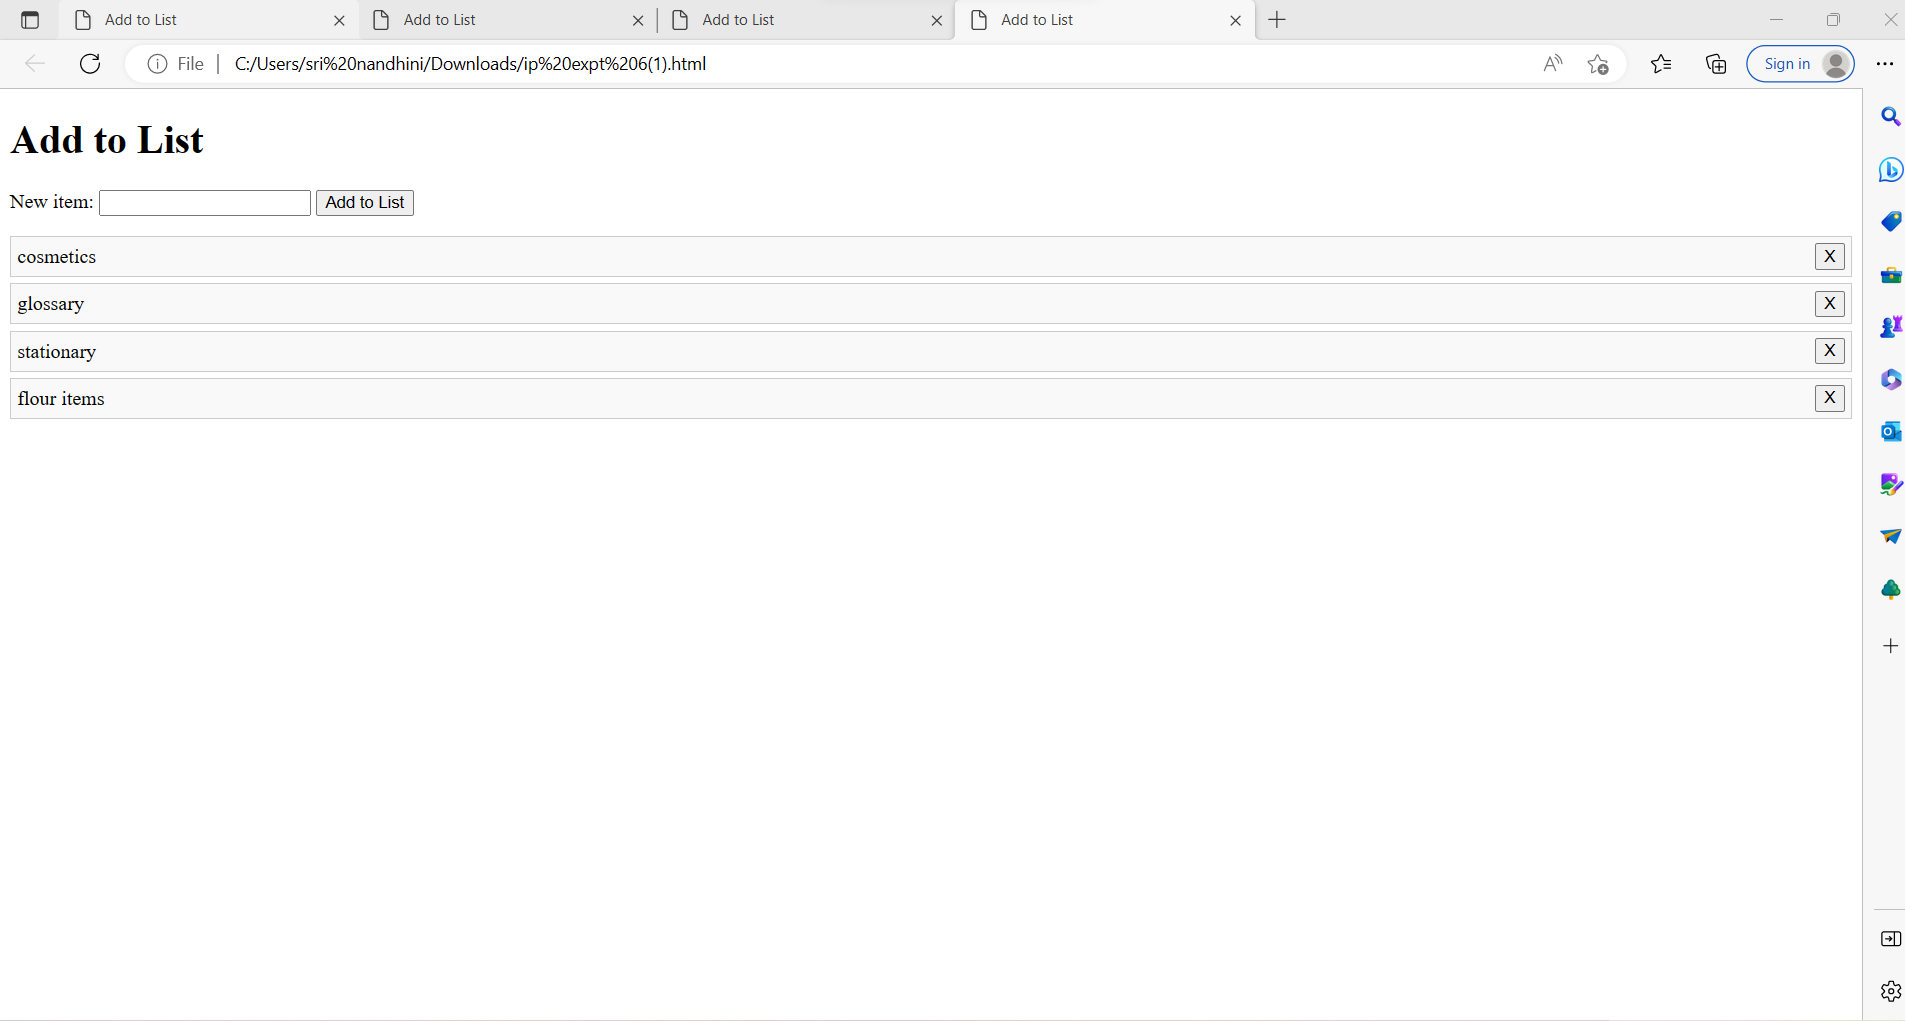 Add to List
Add to List
Add to List
Add to List
File C:/Users/sri%20nandhini/Downloads/ip%20expt%206(1).html Sign in
Add to List
New item: Add to List
cosmetics X
glossary X
stationary X
flour items X